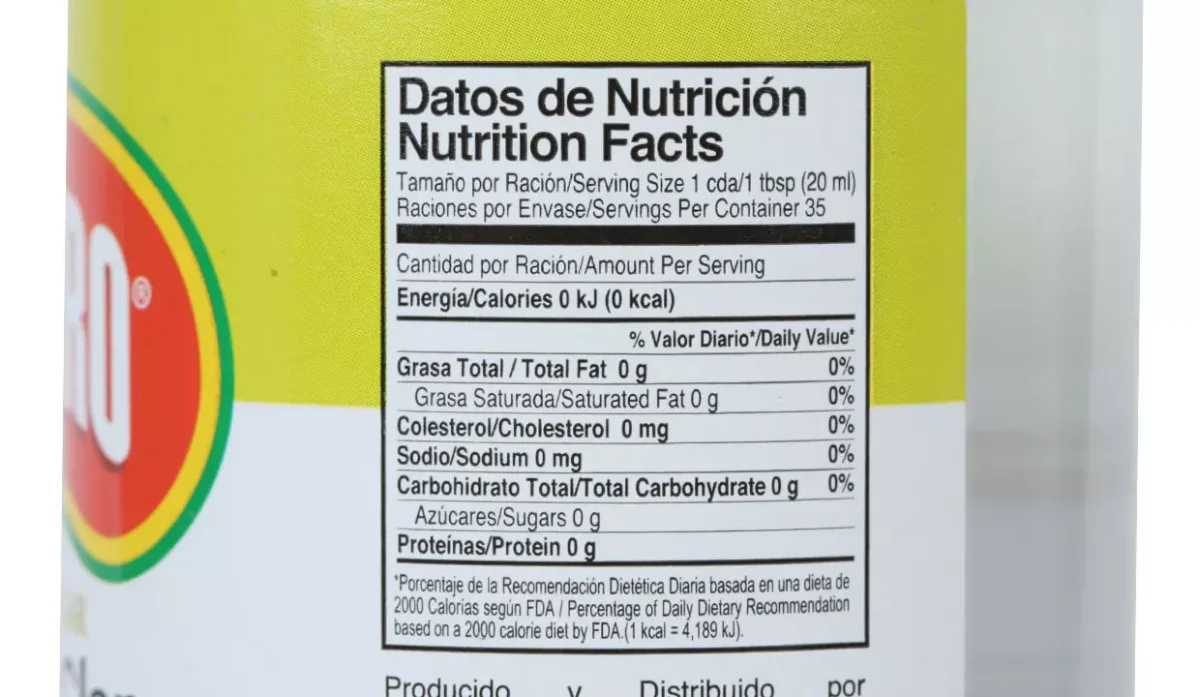 Datos de Nutrición
Nutrition Facts
Tamaño por Ración/Serving Size 1 cda/1 tbsp (20 ml)
Raciones por Envase/Servings Per Container 35
Cantidad por Ración/Amount Per Serving
Energía/Calories 0 kJ (0 kcal)
% Valor Diario*/Daily Value*
Grasa Total / Total Fat 0 g 0%
Grasa Saturada/Saturated Fat 0 g 0%
Colesterol/Cholesterol 0 mg 0%
Sodio/Sodium 0 mg 0%
Carbohidrato Total/Total Carbohydrate 0 g 0%
Azúcares/Sugars 0 g
Proteínas/Protein 0 g
*Porcentaje de la Recomendación Dietética Diaria basada en una dieta de
2000 Calorías según FDA / Percentage of Daily Dietary Recommendation
based on a 2000 calorie diet by FDA.(1 kcal = 4,189 kJ).
Producido y Distribuido por
RO®